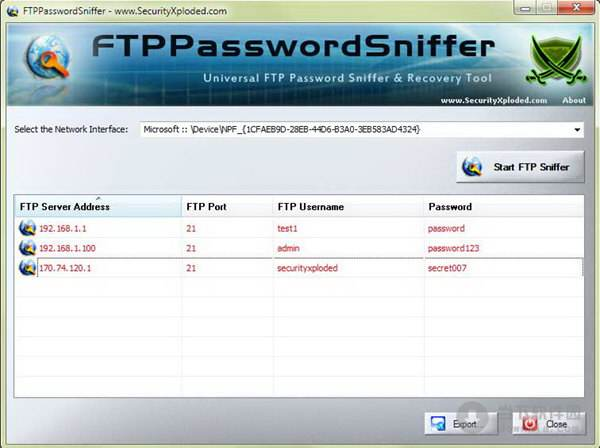 FTPPasswordSniffer - www.SecurityXploded.com
FTPPasswordSniffer
Universal FTP Password Sniffer & Recovery Tool
www.SecurityXploded.com About
Select the Network Interface: Microsoft :: \Device\NPF_{1CFAEB9D-28EB-44D6-B3A0-3EB583AD4324}
Start FTP Sniffer
FTP Server Address FTP Port FTP Username Password
192.168.1.1 21 test1 password
192.168.1.100 21 admin password123
170.74.120.1 21 securityxploded secret007
Export... Close